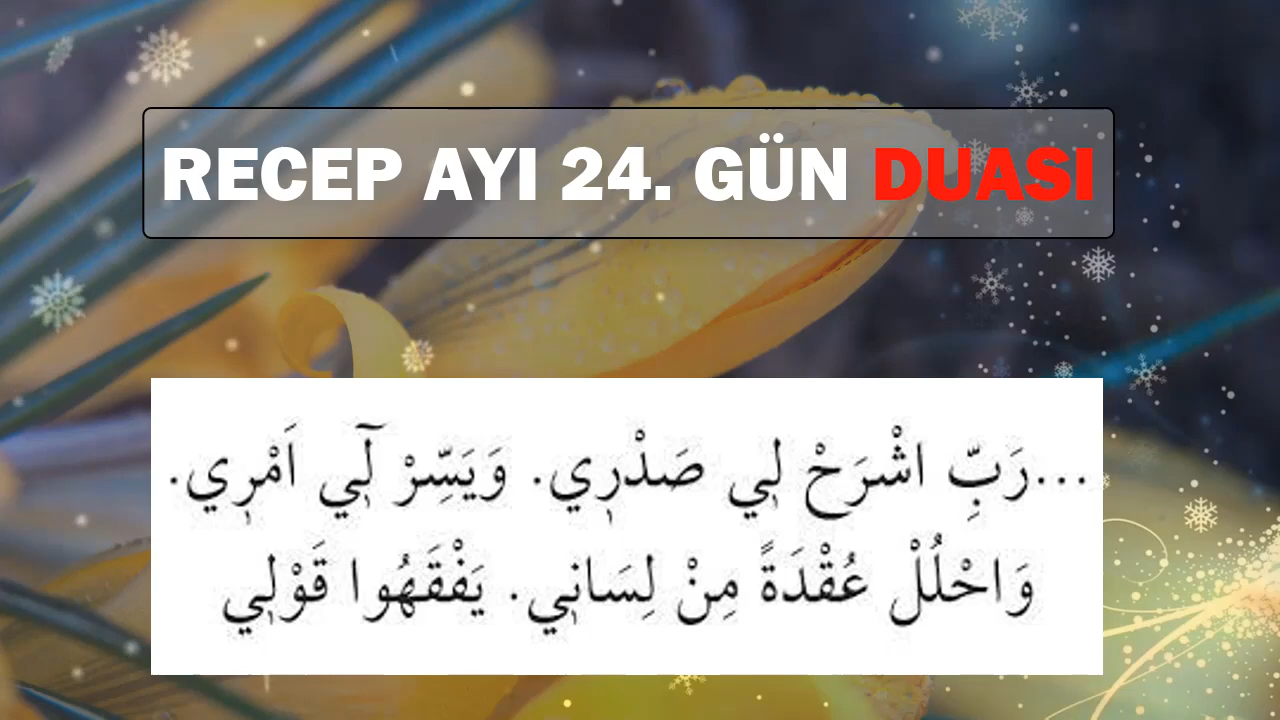 RECEP AYI 24. GÜN DUASI
...رَبِّ اشْرَحْ لٖي صَدْرٖي. وَيَسِّرْ لٖٓي اَمْرٖي.
وَاحْلُلْ عُقْدَةً مِنْ لِسَانٖي. يَفْقَهُوا قَوْلٖي